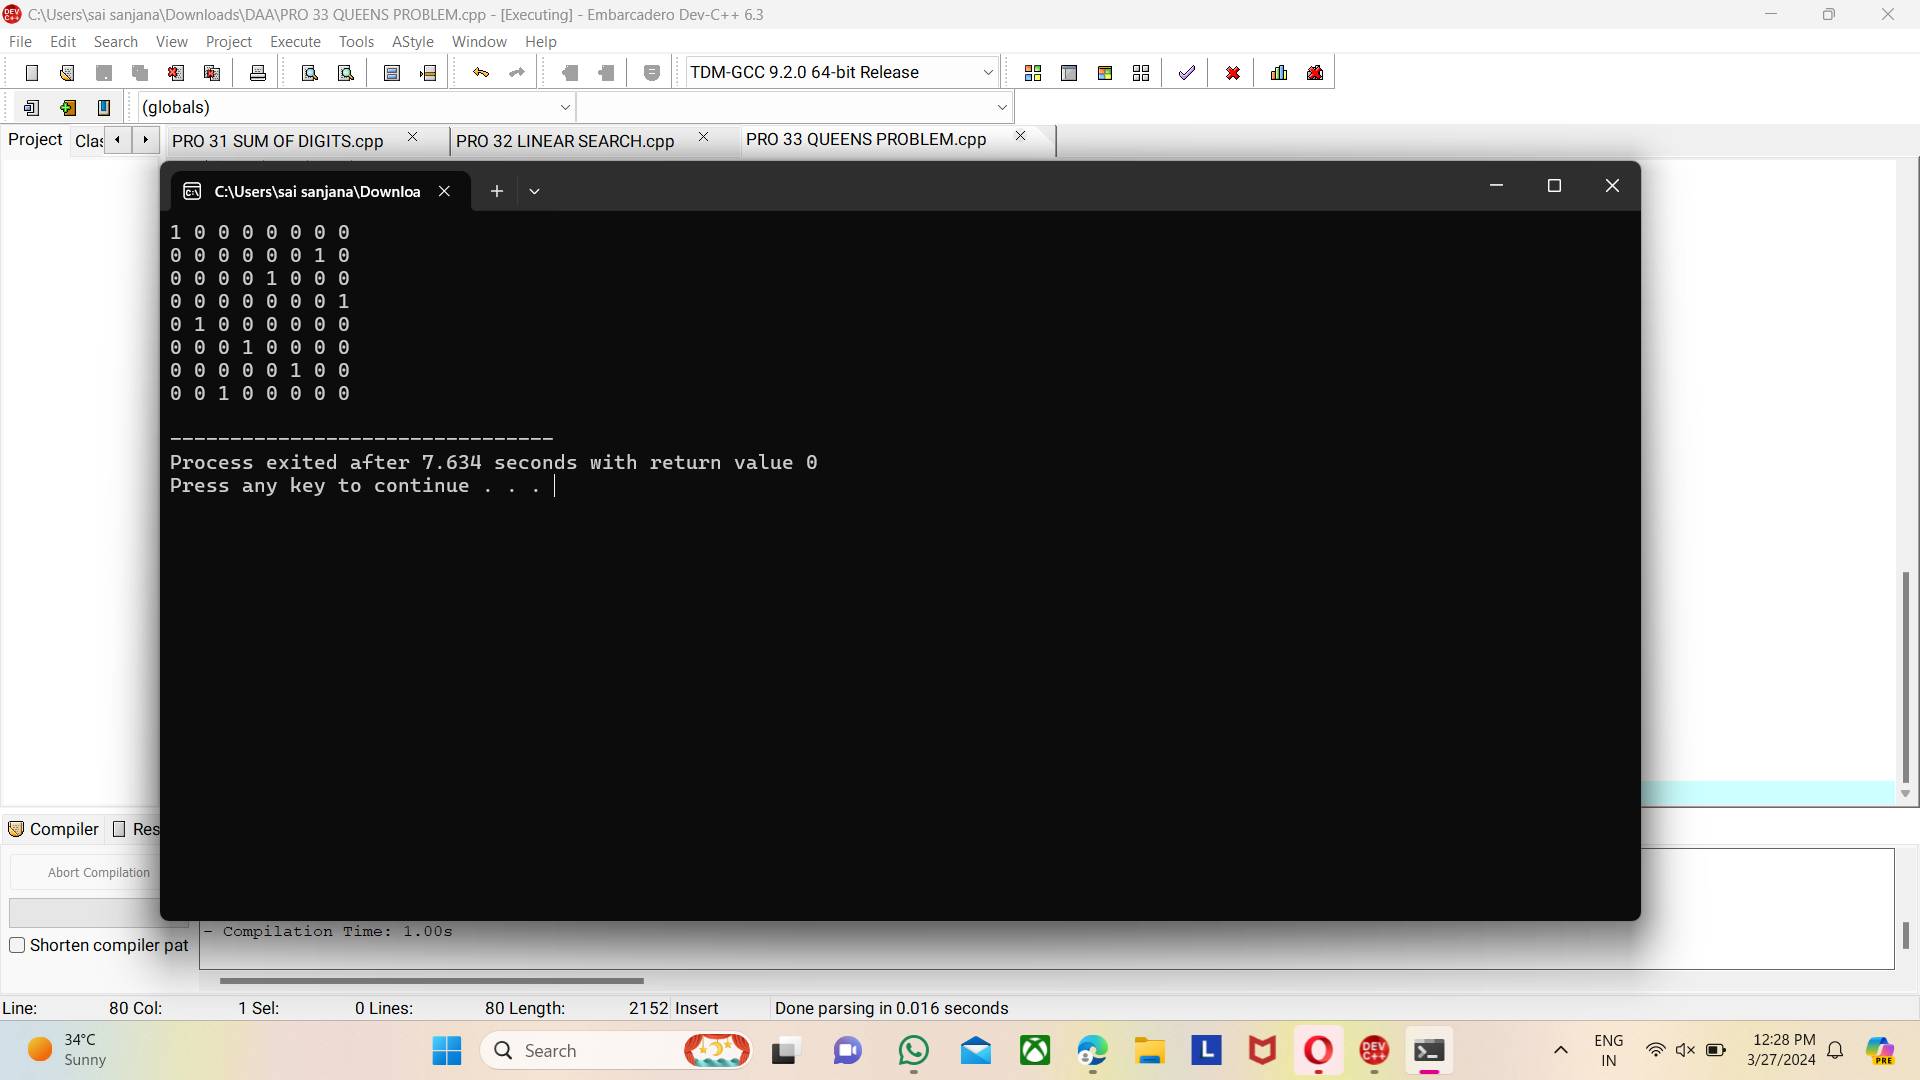 C:\Users\sai sanjana\Downloads\DAA\PRO 33 QUEENS PROBLEM.cpp - [Executing] - Embarcadero Dev-C++ 6.3
File Edit Search View Project Execute Tools AStyle Window Help
TDM-GCC 9.2.0 64-bit Release
(globals)
Project Clas PRO 31 SUM OF DIGITS.cpp PRO 32 LINEAR SEARCH.cpp PRO 33 QUEENS PROBLEM.cpp
C:\Users\sai sanjana\Downloa
1 0 0 0 0 0 0 0
0 0 0 0 0 0 1 0
0 0 0 0 1 0 0 0
0 0 0 0 0 0 0 1
0 1 0 0 0 0 0 0
0 0 0 1 0 0 0 0
0 0 0 0 0 1 0 0
0 0 1 0 0 0 0 0
--------------------------------
Process exited after 7.634 seconds with return value 0
Press any key to continue . . .
Compiler Res
Abort Compilation
- Compilation Time: 1.00s
Shorten compiler pat
Line: 80 Col: 1 Sel: 0 Lines: 80 Length: 2152 Insert Done parsing in 0.016 seconds
34°C
Sunny
Search
L
DEV C++
ENG
IN
12:28 PM
3/27/2024
PRE